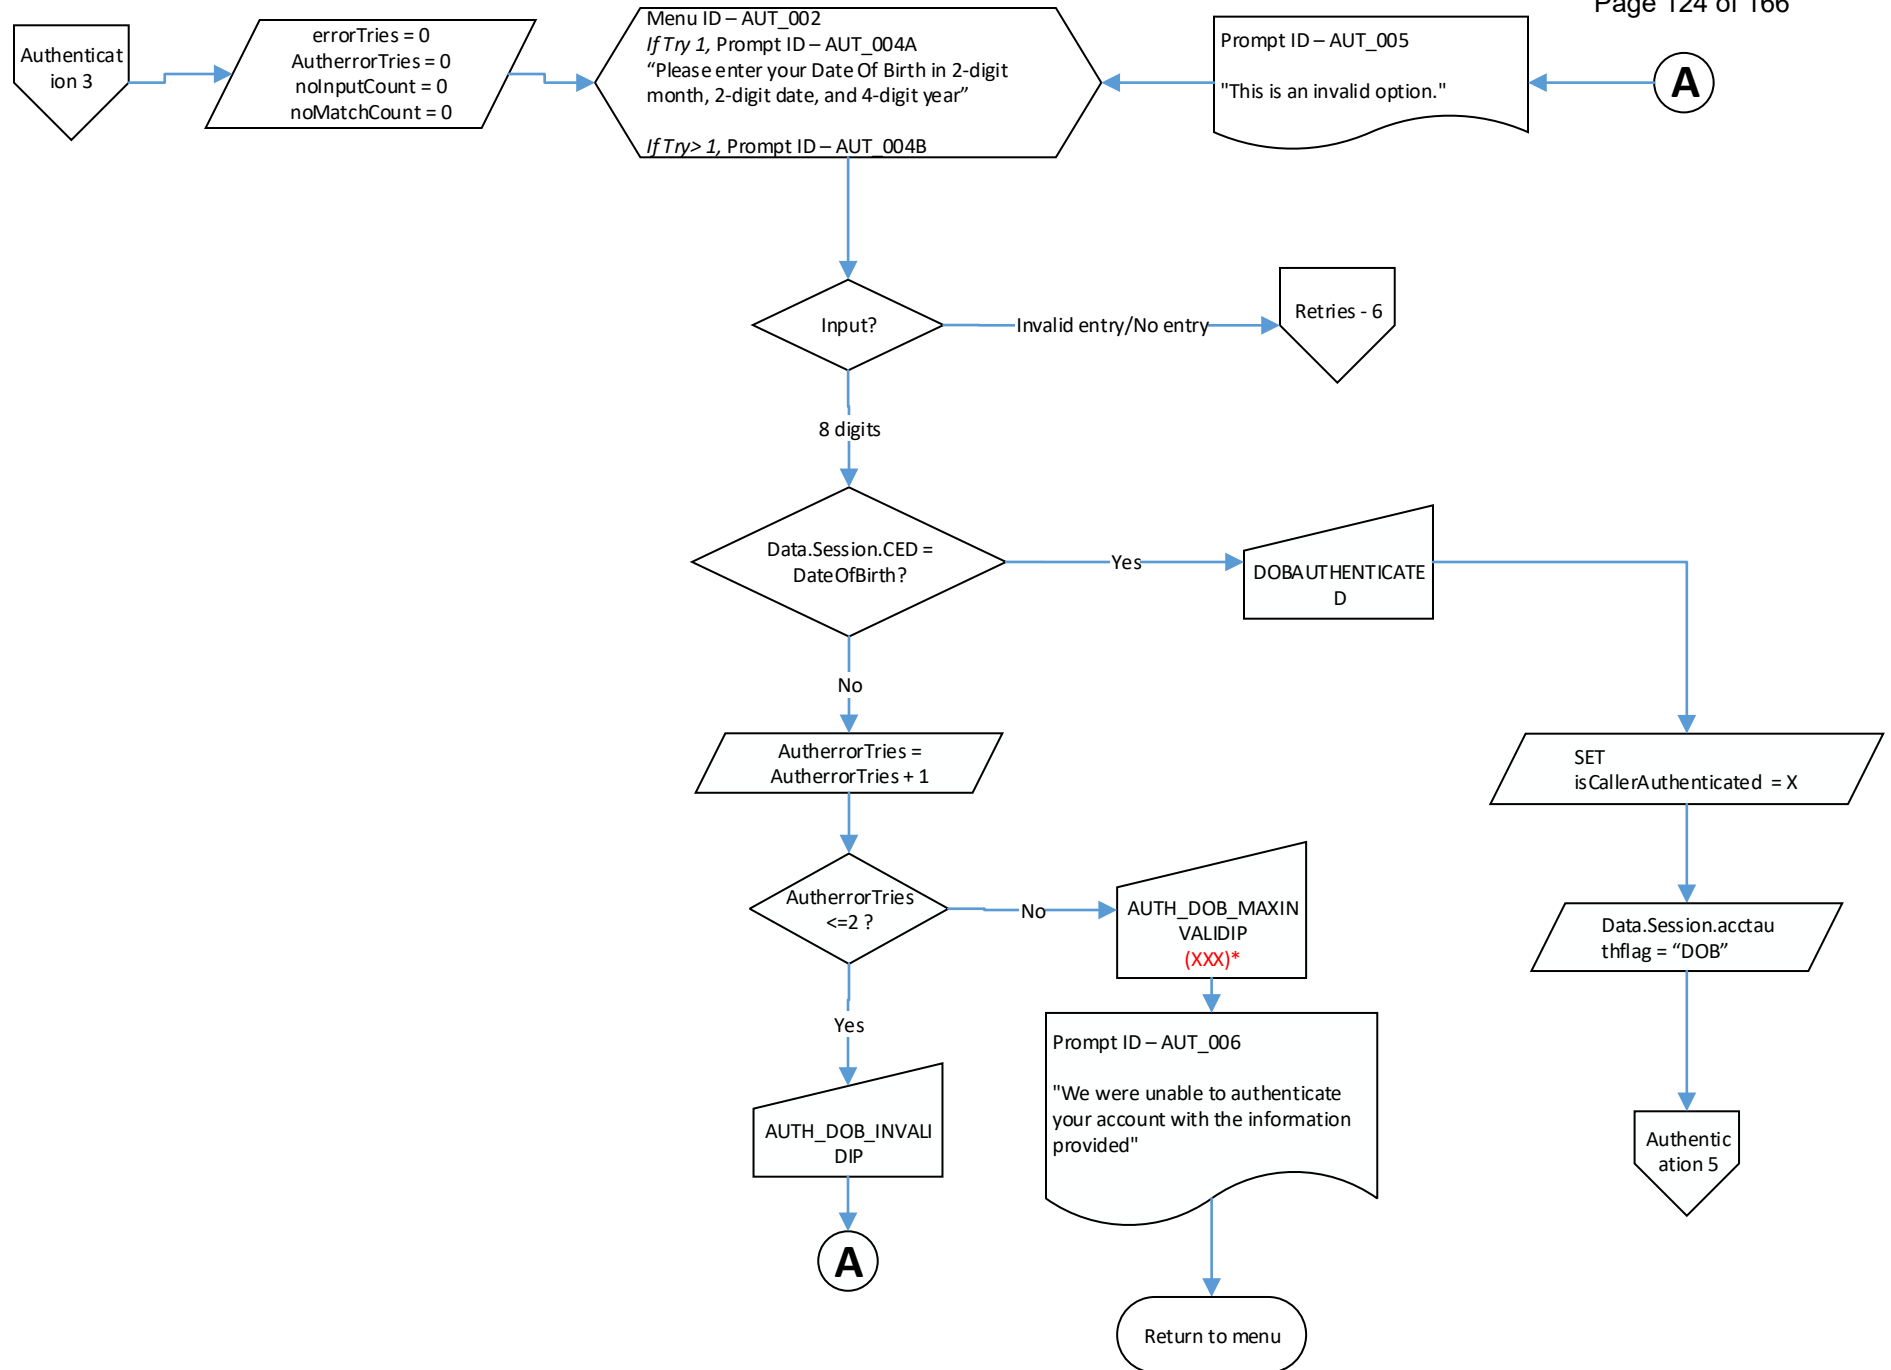 Page 124 of 166
Authenticat
ion 3
errorTries = 0
AutherrorTries = 0
noInputCount = 0
noMatchCount = 0
Menu ID – AUT_002
If Try 1, Prompt ID – AUT_004A
“Please enter your Date Of Birth in 2-digit
month, 2-digit date, and 4-digit year”
If Try> 1, Prompt ID – AUT_004B
Prompt ID – AUT_005
"This is an invalid option."
A
Input?
Invalid entry/No entry
Retries - 6
8 digits
Data.Session.CED =
DateOfBirth?
Yes
DOBAUTHENTICATE
D
No
AutherrorTries =
AutherrorTries + 1
SET
isCallerAuthenticated = X
AutherrorTries
<=2 ?
No
AUTH_DOB_MAXIN
VALIDIP
(XXX)*
Data.Session.acctau
thflag = “DOB”
Yes
Prompt ID – AUT_006
"We were unable to authenticate
your account with the information
provided"
AUTH_DOB_INVALI
DIP
Authentic
ation 5
A
Return to menu